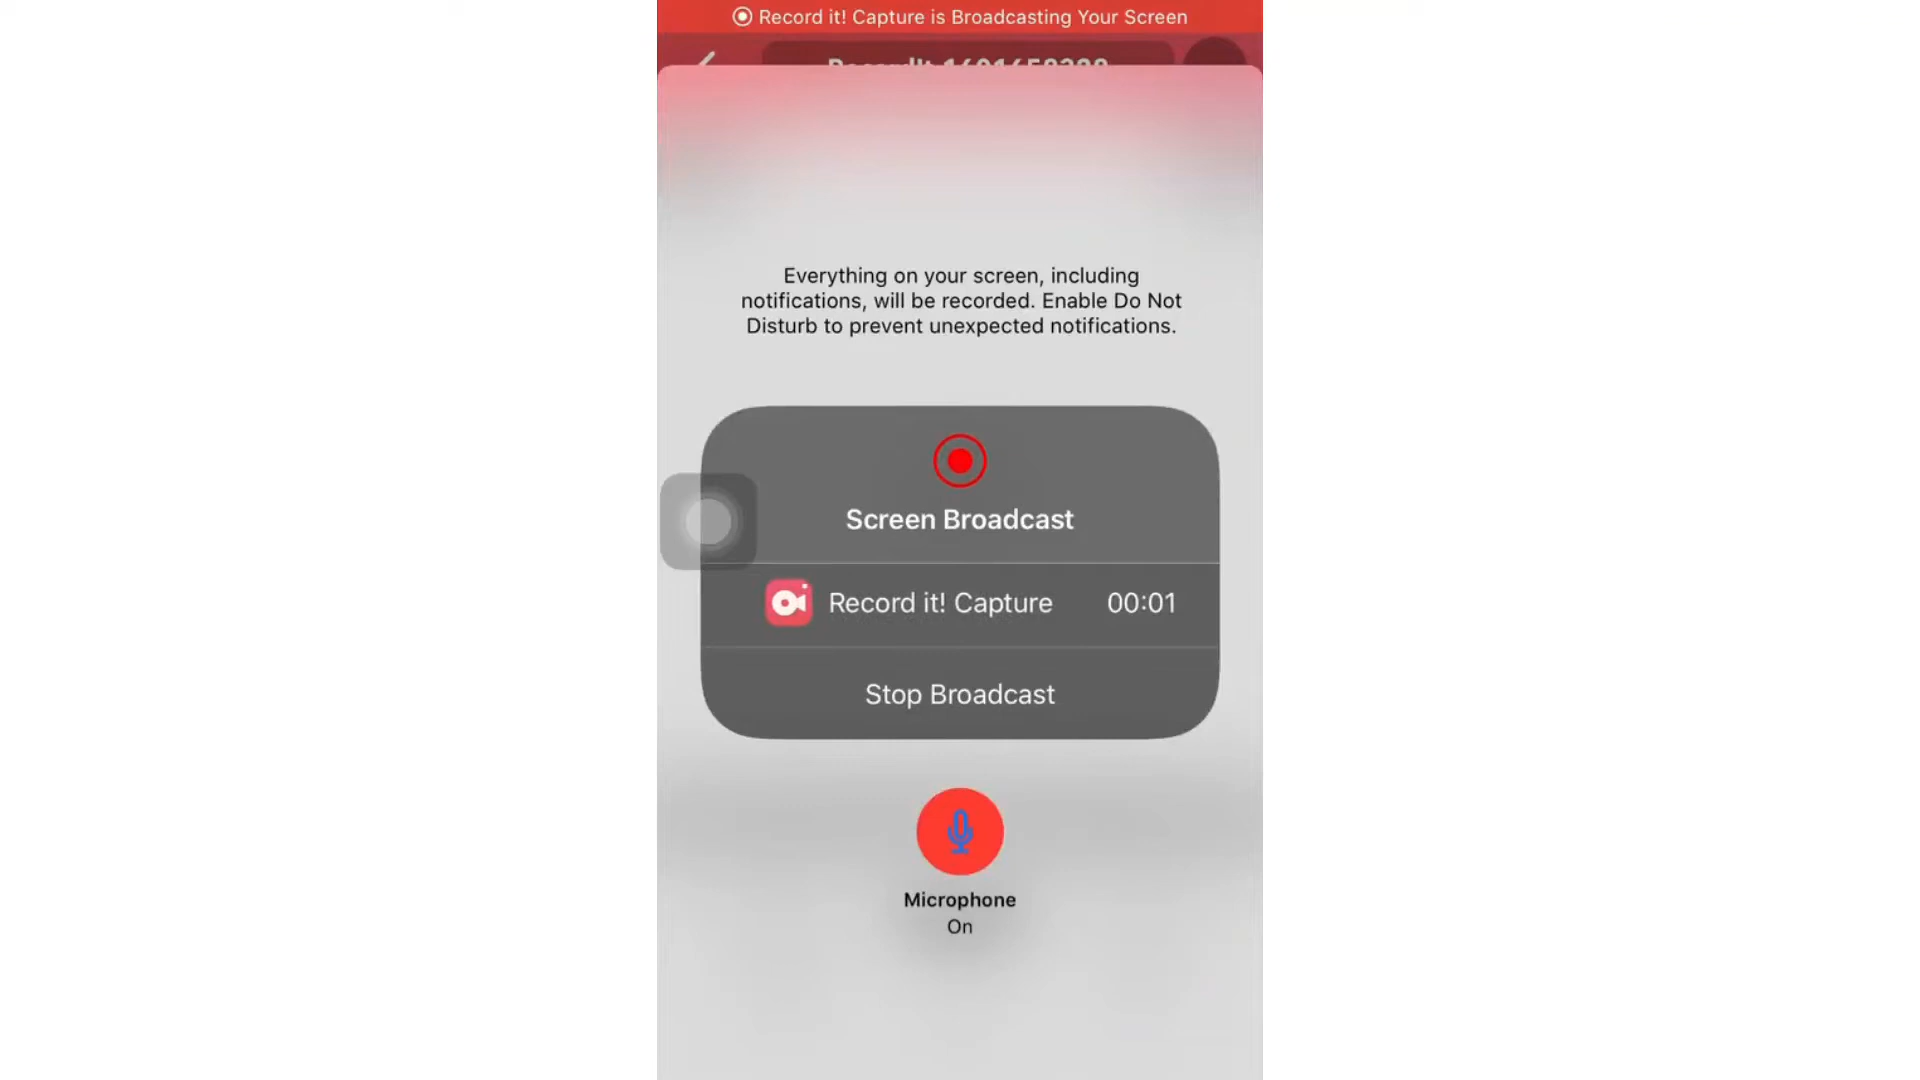 Record it! Capture is Broadcasting Your Screen
Everything on your screen, including
notifications, will be recorded. Enable Do Not
Disturb to prevent unexpected notifications.
Screen Broadcast
Record it! Capture 00:01
Stop Broadcast
Microphone
On